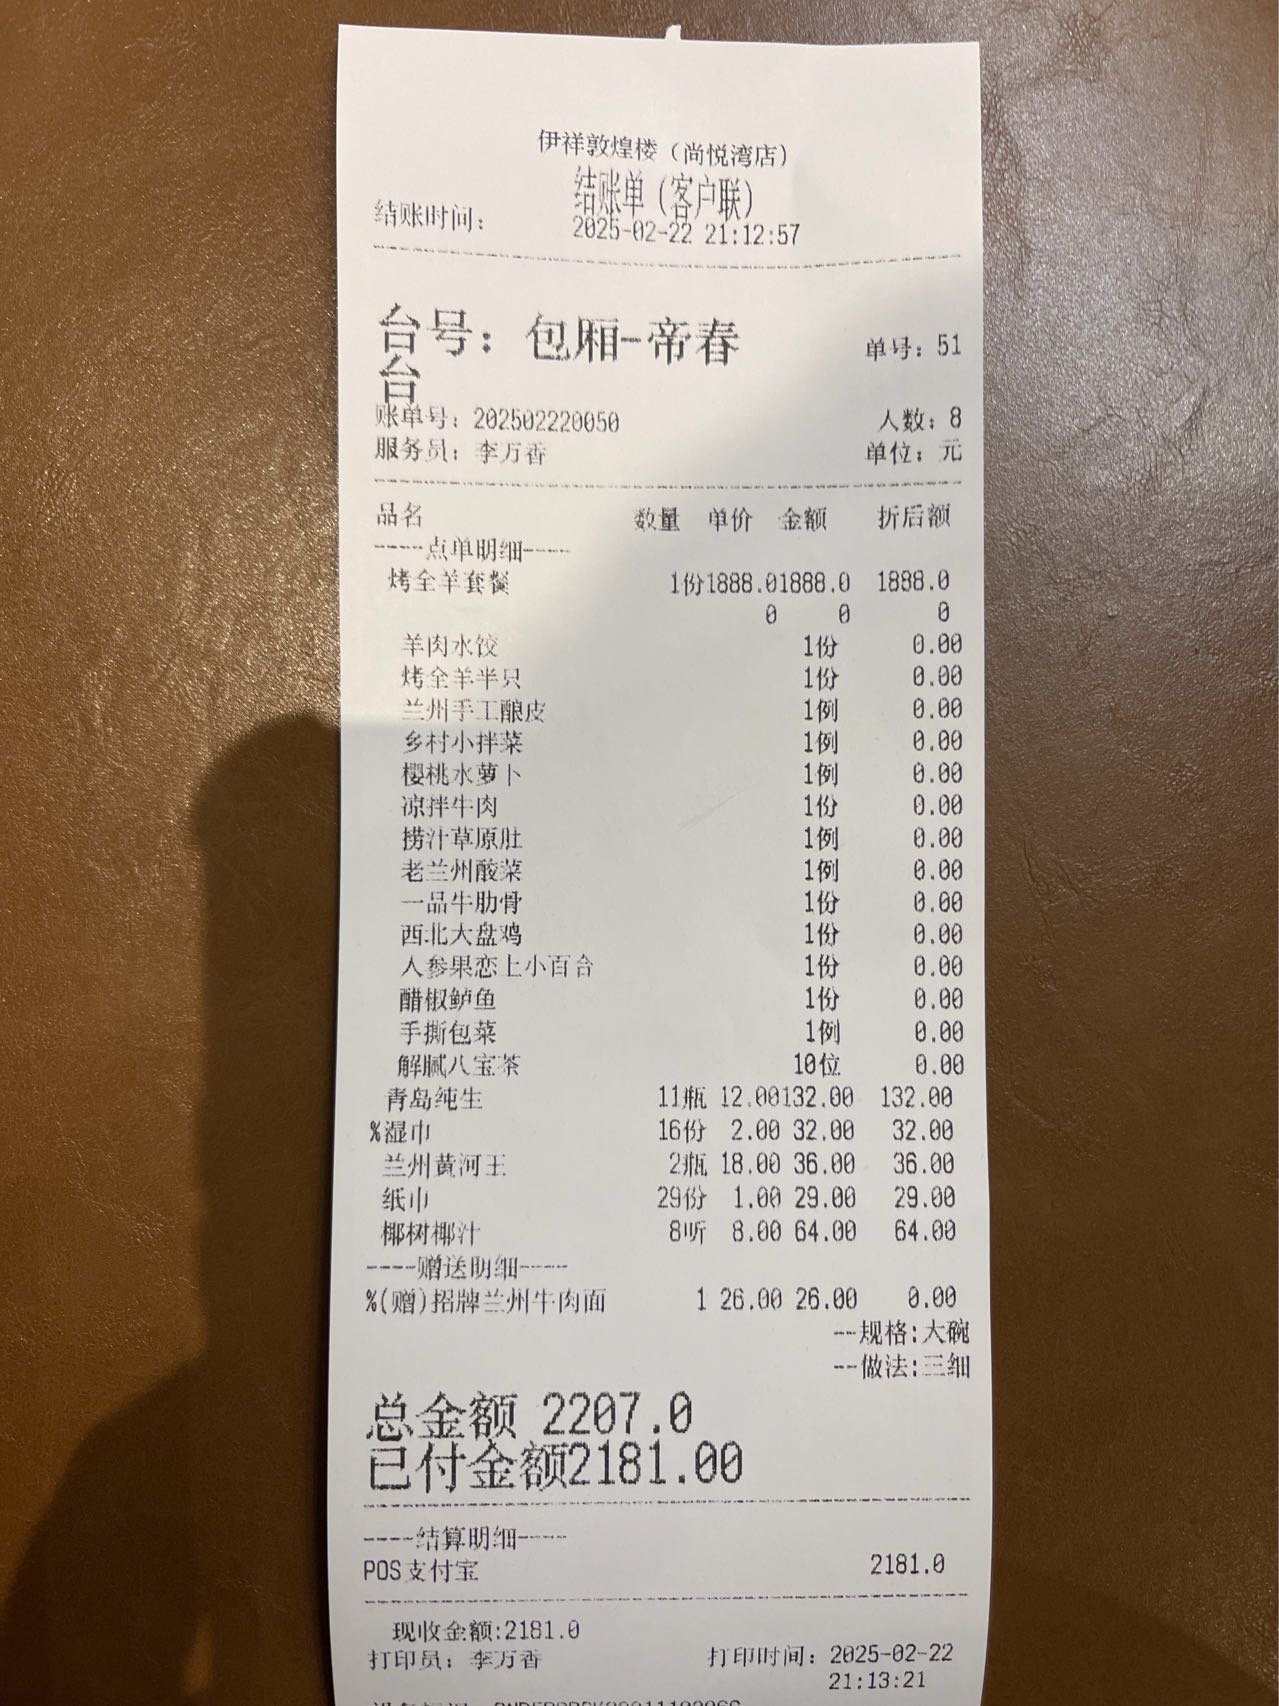 伊祥敦煌楼（尚悦湾店）
结账单（客户联）
结账时间： 2025-02-22 21:12:57
台号：包厢-帝春台 单号：51
账单号：202502220050 人数：8
服务员：李万香 单位：元
品名 数量 单价 金额 折后额
----点单明细----
烤全羊套餐 1份 1888.00 1888.00 1888.00
羊肉水饺 1份 0.00
烤全羊半只 1份 0.00
兰州手工酿皮 1例 0.00
乡村小拌菜 1例 0.00
樱桃水萝卜 1例 0.00
凉拌牛肉 1份 0.00
捞汁草原肚 1例 0.00
老兰州酸菜 1例 0.00
一品牛肋骨 1份 0.00
西北大盘鸡 1份 0.00
人参果恋上小百合 1份 0.00
醋椒鲈鱼 1份 0.00
手撕包菜 1例 0.00
解腻八宝茶 10位 0.00
青岛纯生 11瓶 12.00 132.00 132.00
%湿巾 16份 2.00 32.00 32.00
兰州黄河王 2瓶 18.00 36.00 36.00
纸巾 29份 1.00 29.00 29.00
椰树椰汁 8听 8.00 64.00 64.00
----赠送明细----
%(赠)招牌兰州牛肉面 1 26.00 26.00 0.00
--规格:大碗
--做法:三细
总金额 2207.0
已付金额2181.00
----结算明细----
POS支付宝 2181.0
现收金额:2181.0
打印员：李万香 打印时间：2025-02-22
21:13:21